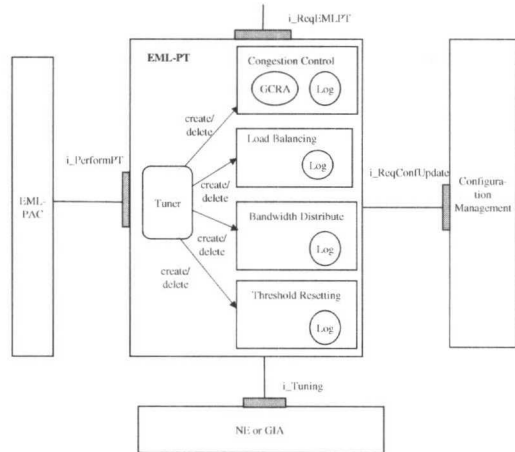 i_ReqEMLPT
EML-PT
Congestion Control
GCRA
Log
create/
delete
i_PerformPT
Load Balancing
Log
i_ReqConfUpdate
create/
delete
EML-
PAC
Tuner
Configura-
tion
Management
Bandwidth Distribute
create/
delete
Log
create/
delete
Threshold Resetting
Log
i_Tuning
NE or GIA